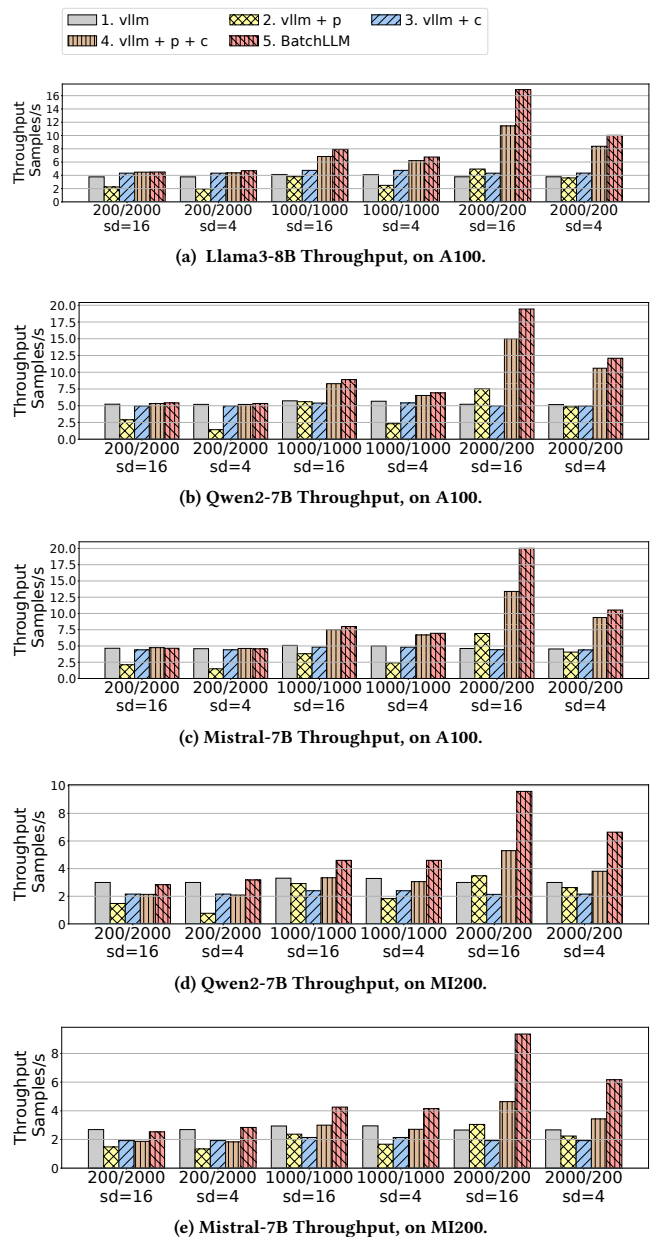 1. vllm 2. vllm + p 3. vllm + c
4. vllm + p + c 5. BatchLLM
Throughput
Samples/s
16
14
12
10
8
6
4
2
0
200/2000 200/2000 1000/1000 1000/1000 2000/200 2000/200
sd=16 sd=4 sd=16 sd=4 sd=16 sd=4
(a) Llama3-8B Throughput, on A100.
Throughput
Samples/s
20.0
17.5
15.0
12.5
10.0
7.5
5.0
2.5
0.0
200/2000 200/2000 1000/1000 1000/1000 2000/200 2000/200
sd=16 sd=4 sd=16 sd=4 sd=16 sd=4
(b) Qwen2-7B Throughput, on A100.
Throughput
Samples/s
20.0
17.5
15.0
12.5
10.0
7.5
5.0
2.5
0.0
200/2000 200/2000 1000/1000 1000/1000 2000/200 2000/200
sd=16 sd=4 sd=16 sd=4 sd=16 sd=4
(c) Mistral-7B Throughput, on A100.
Throughput
Samples/s
10
8
6
4
2
0
200/2000 200/2000 1000/1000 1000/1000 2000/200 2000/200
sd=16 sd=4 sd=16 sd=4 sd=16 sd=4
(d) Qwen2-7B Throughput, on MI200.
Throughput
Samples/s
8
6
4
2
0
200/2000 200/2000 1000/1000 1000/1000 2000/200 2000/200
sd=16 sd=4 sd=16 sd=4 sd=16 sd=4
(e) Mistral-7B Throughput, on MI200.